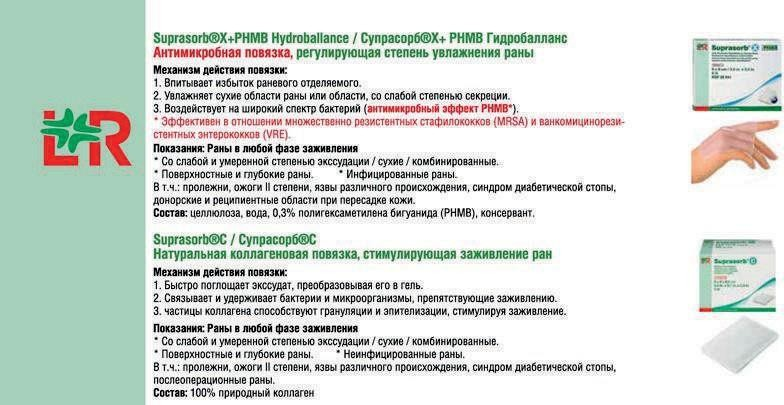 Suprasorb®X+PHMB Hydroballance / Супрасорб®X+ PHMB Гидробалланс
Антимикробная повязка, регулирующая степень увлажнения раны
Механизм действия повязки:
1. Впитывает избыток раневого отделяемого.
2. Увлажняет сухие области раны или области, со слабой степенью секреции.
3. Воздействует на широкий спектр бактерий (антимикробный эффект PHMB*).
* Эффективен в отношении множественно резистентных стафилококков (MRSA) и ванкомицинорези-
стентных энтерококков (VRE).
Показания: Раны в любой фазе заживления
* Со слабой и умеренной степенью экссудации / сухие / комбинированные.
* Поверхностные и глубокие раны. * Инфицированные раны.
В т.ч.: пролежни, ожоги II степени, язвы различного происхождения, синдром диабетической стопы,
донорские и реципиентные области при пересадке кожи.
Состав: целлюлоза, вода, 0,3% полигексаметилена бигуанида (PHMB), консервант.
L&R
Suprasorb X PHMB
Suprasorb®C / Супрасорб®C
Натуральная коллагеновая повязка, стимулирующая заживление ран
Механизм действия повязки:
1. Быстро поглощает экссудат, преобразовывая его в гель.
2. Связывает и удерживает бактерии и микроорганизмы, препятствующие заживлению.
3. частицы коллагена способствуют грануляции и эпителизации, стимулируя заживление.
Показания: Раны в любой фазе заживления
* Со слабой и умеренной степенью экссудации / сухие / комбинированные.
* Поверхностные и глубокие раны. * Неинфицированные раны.
В т.ч.: пролежни, ожоги II степени, язвы различного происхождения, синдром диабетической стопы,
послеоперационные раны.
Состав: 100% природный коллаген
Suprasorb C